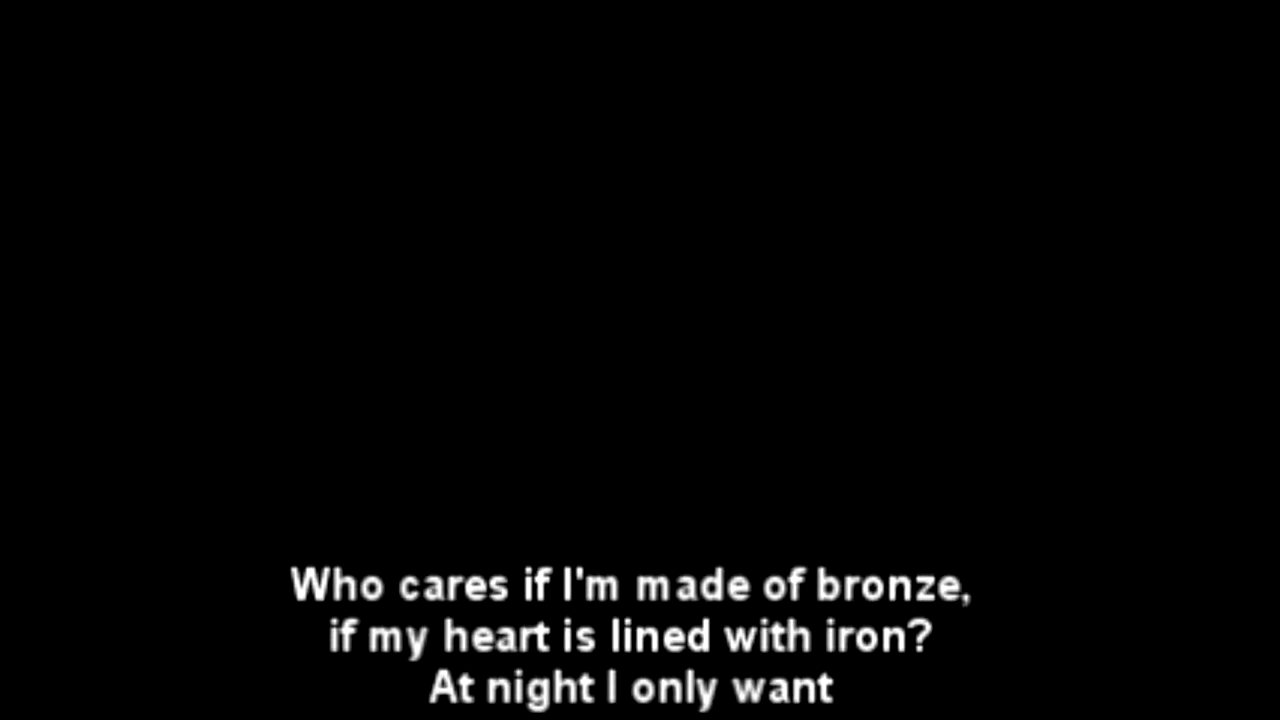 Who cares if I'm made of bronze,
if my heart is lined with iron?
At night I only want